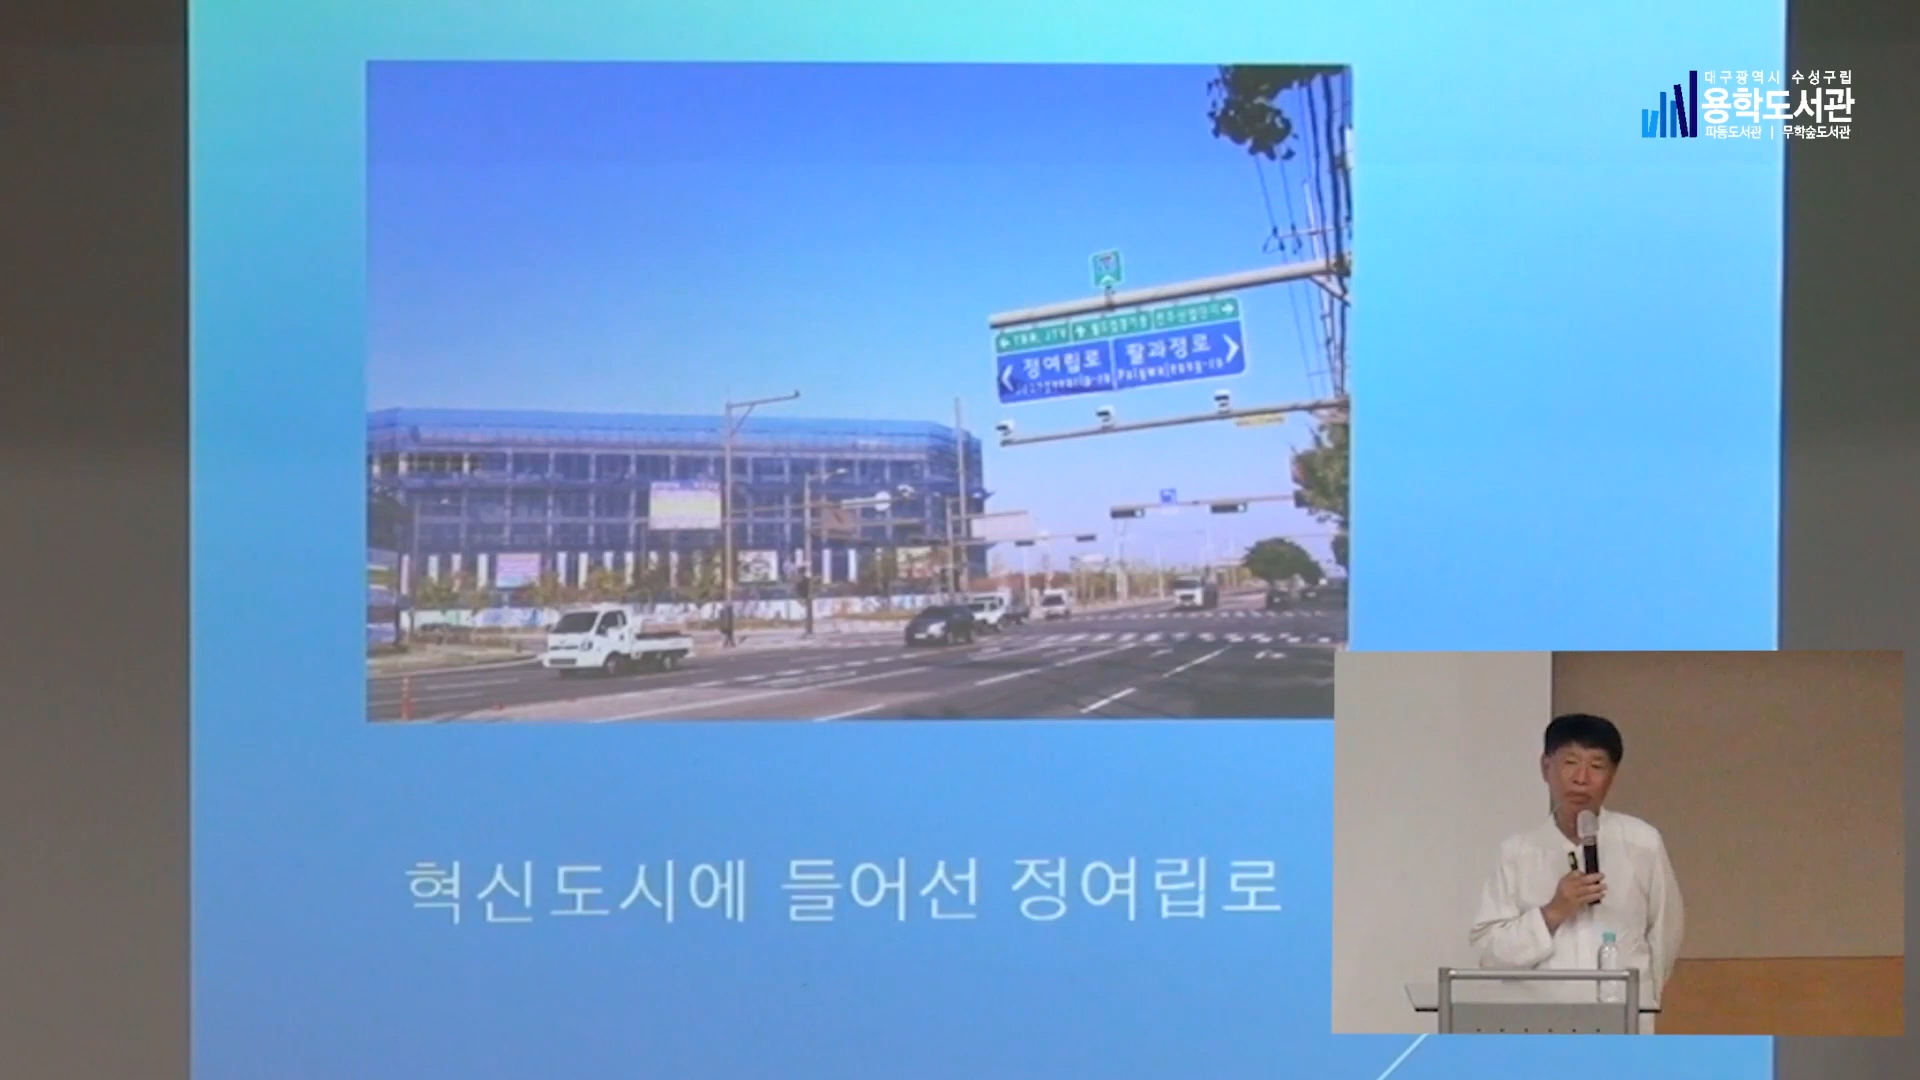 대구광역시 수성구립
용학도서관
파동도서관 | 무학숲도서관
정여립로
팔과정로
혁신도시에 들어선 정여립로